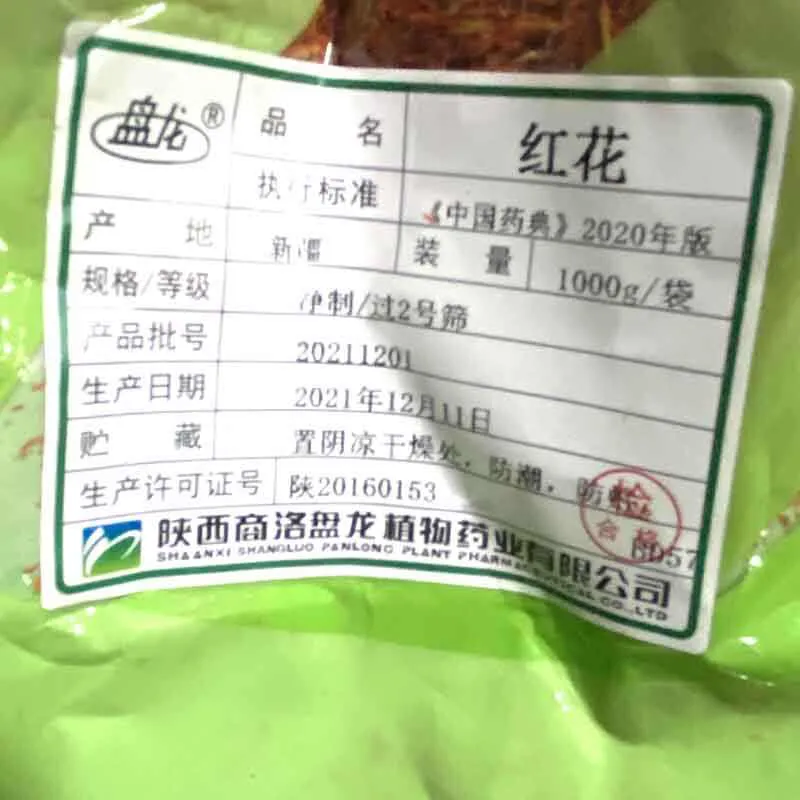 盘龙® 品名 红花
执行标准 《中国药典》2020年版
产地 新疆 装量 1000g/袋
规格/等级 净制/过2号筛
产品批号 20211201
生产日期 2021年12月11日
贮藏 置阴凉干燥处，防潮，防
生产许可证号 陕20160153
检
合格
陕西商洛盘龙植物药业有限公司
SHAANXI SHANGLUO PANLONG PLANT PHARMACEUTICAL CO.,LTD